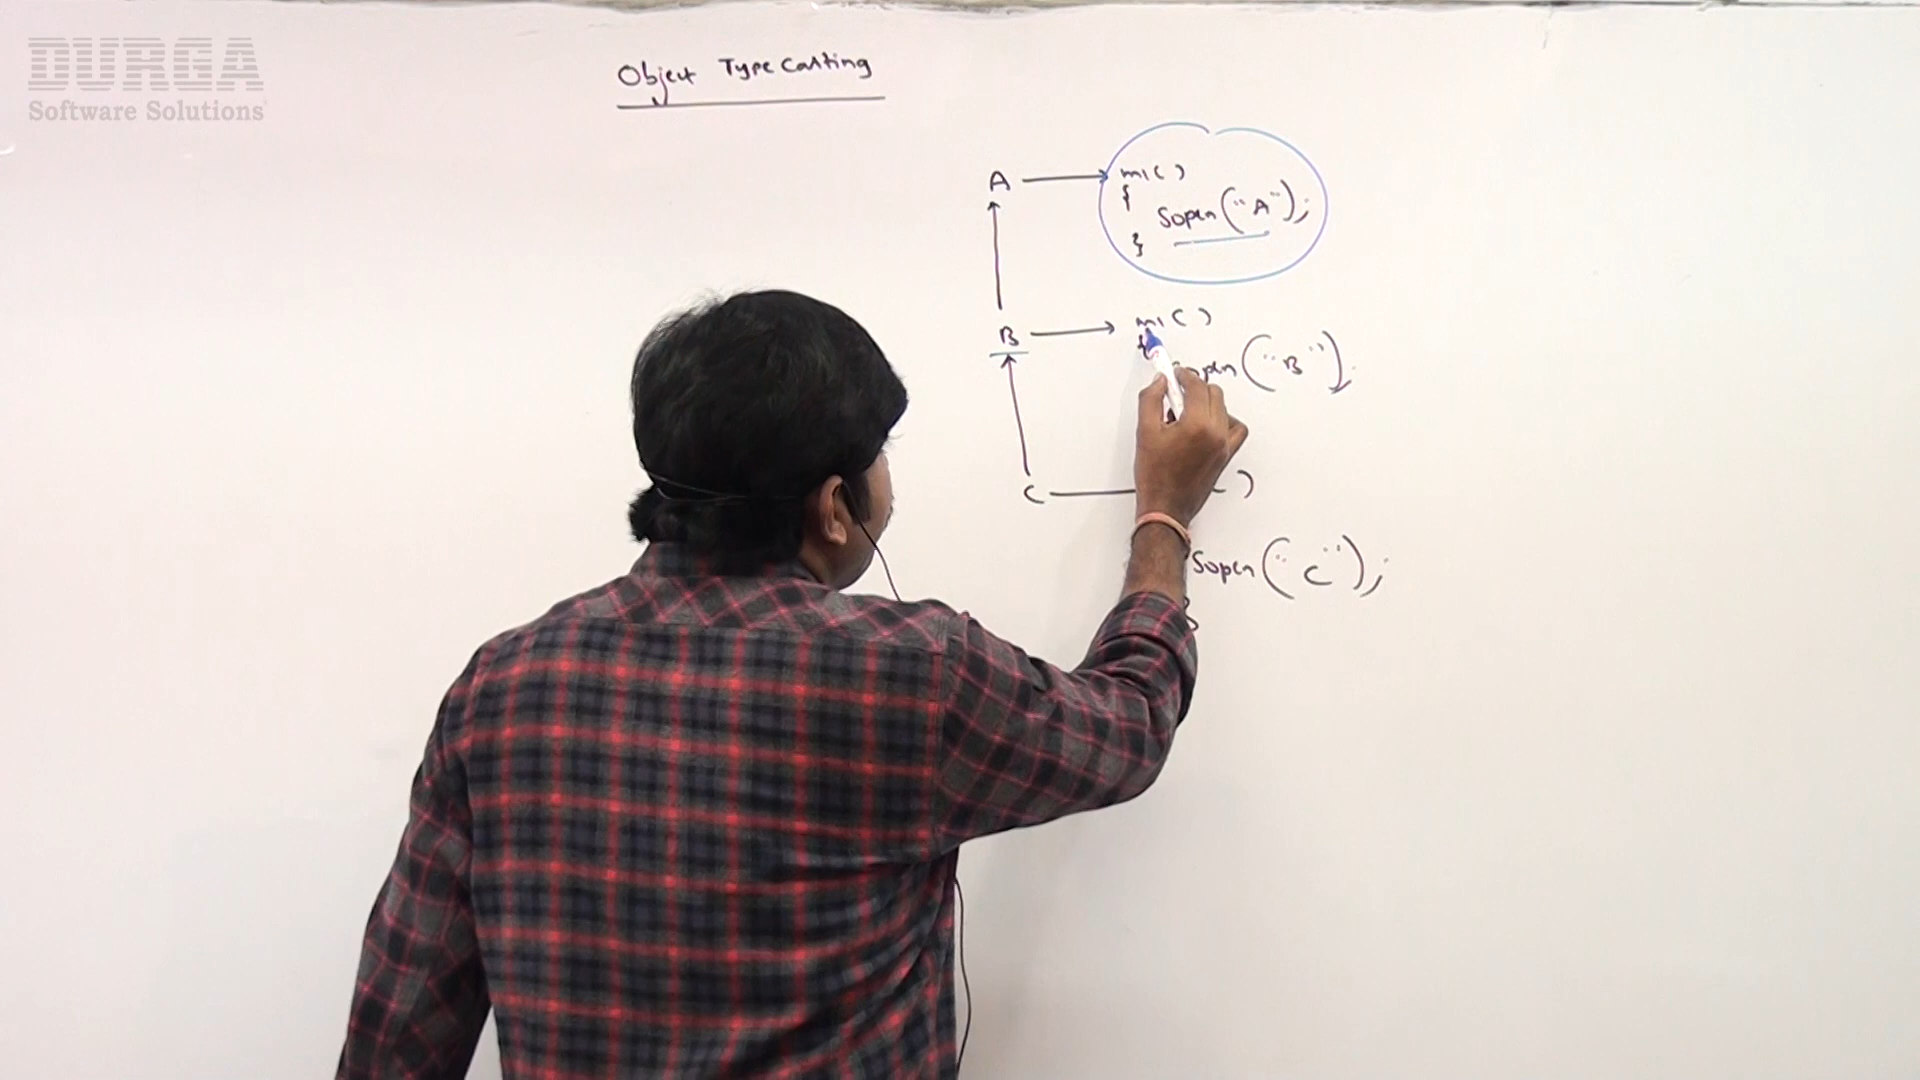 DURGA
Software Solutions
Object Type Casting
A
m1( )
{
Sopln("A");
}
B
m1( )
{
Sopln("B");
C
( )
Sopln("C");
}